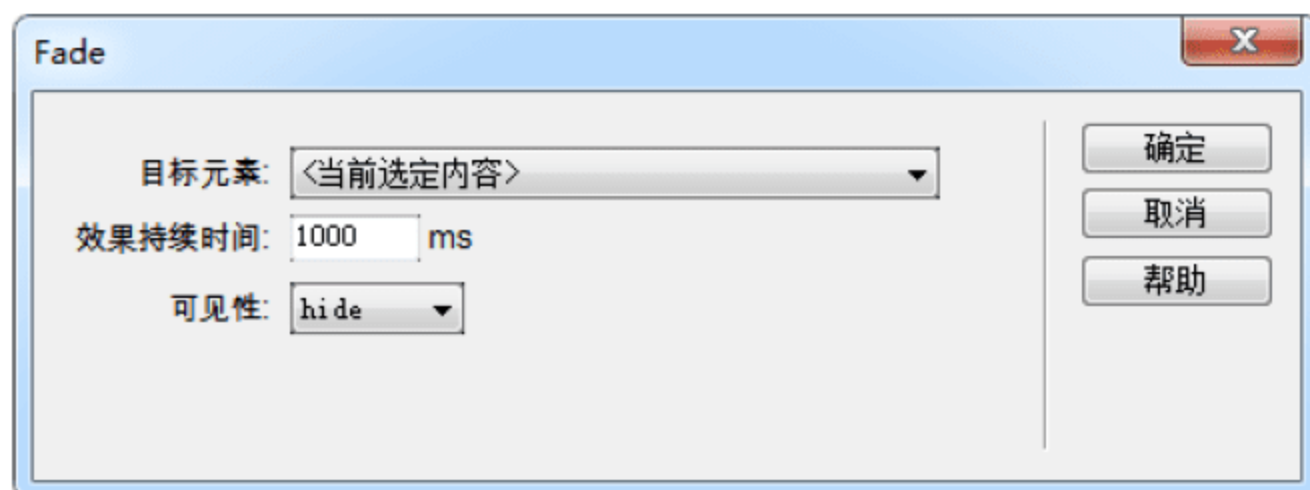 Fade
目标元素: <当前选定内容>
效果持续时间: 1000 ms
可见性: hide
确定
取消
帮助